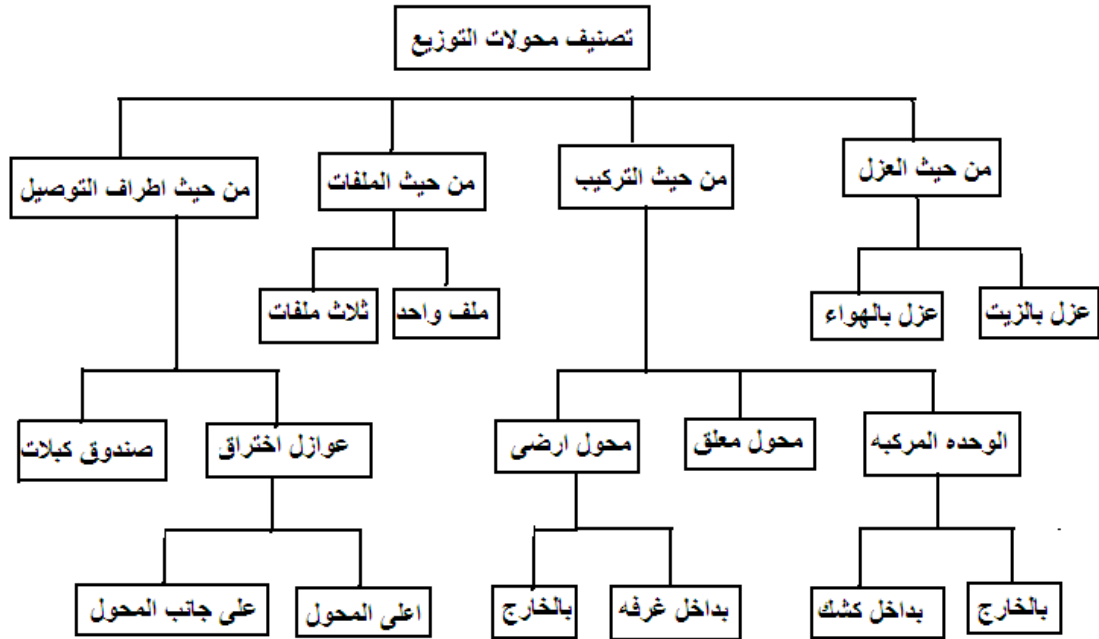 تصنيف محولات التوزيع
من حيث العزل
من حيث التركيب
من حيث الملفات
من حيث اطراف التوصيل
عزل بالزيت
عزل بالهواء
ملف واحد
ثلاث ملفات
الوحده المركبه
محول معلق
محول ارضى
عوازل اختراق
صندوق كبلات
بالخارج
بداخل كشك
بداخل غرفه
بالخارج
اعلى المحول
على جانب المحول